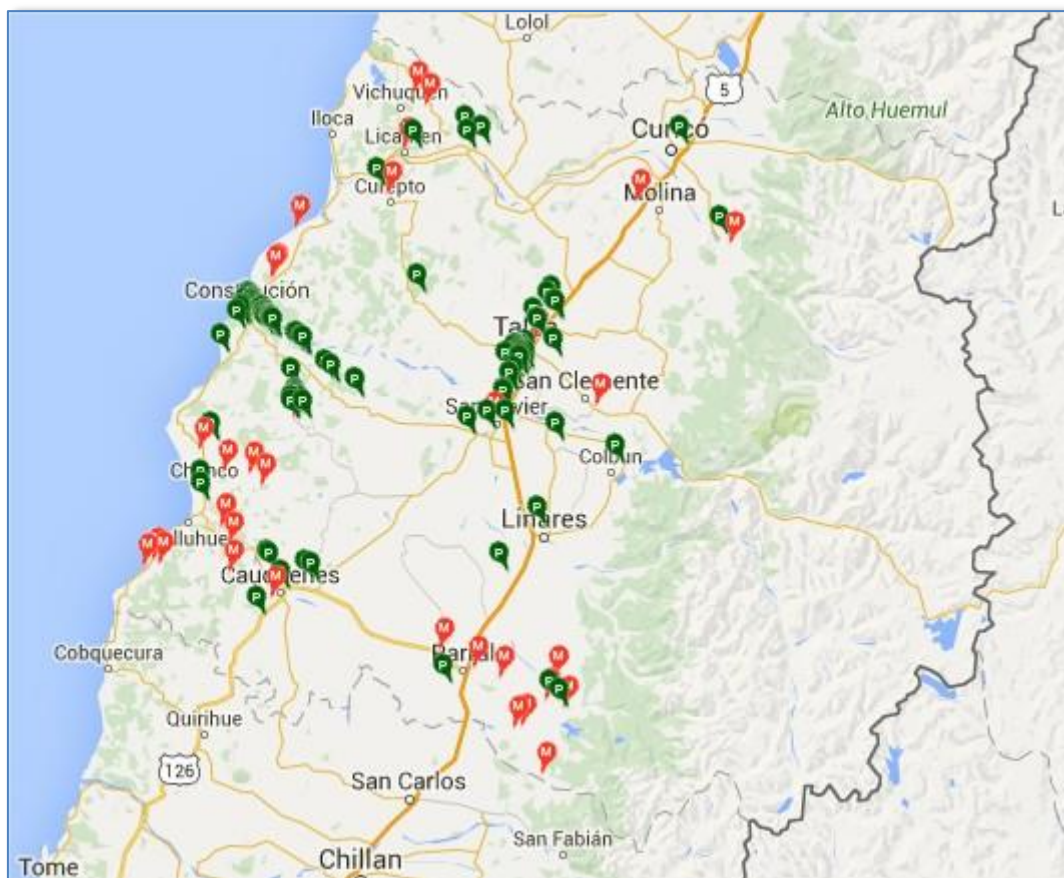 Lolol
5
Vichuquén
Alto Huemul
Iloca
Curicó
Licantén
Curepto
Molina
Constitución
Talca
San Clemente
San Javier
Colbún
Chanco
Linares
Cauquenes
Cobquecura
Parral
Quirihue
126
San Carlos
San Fabián
Tome
Chillan